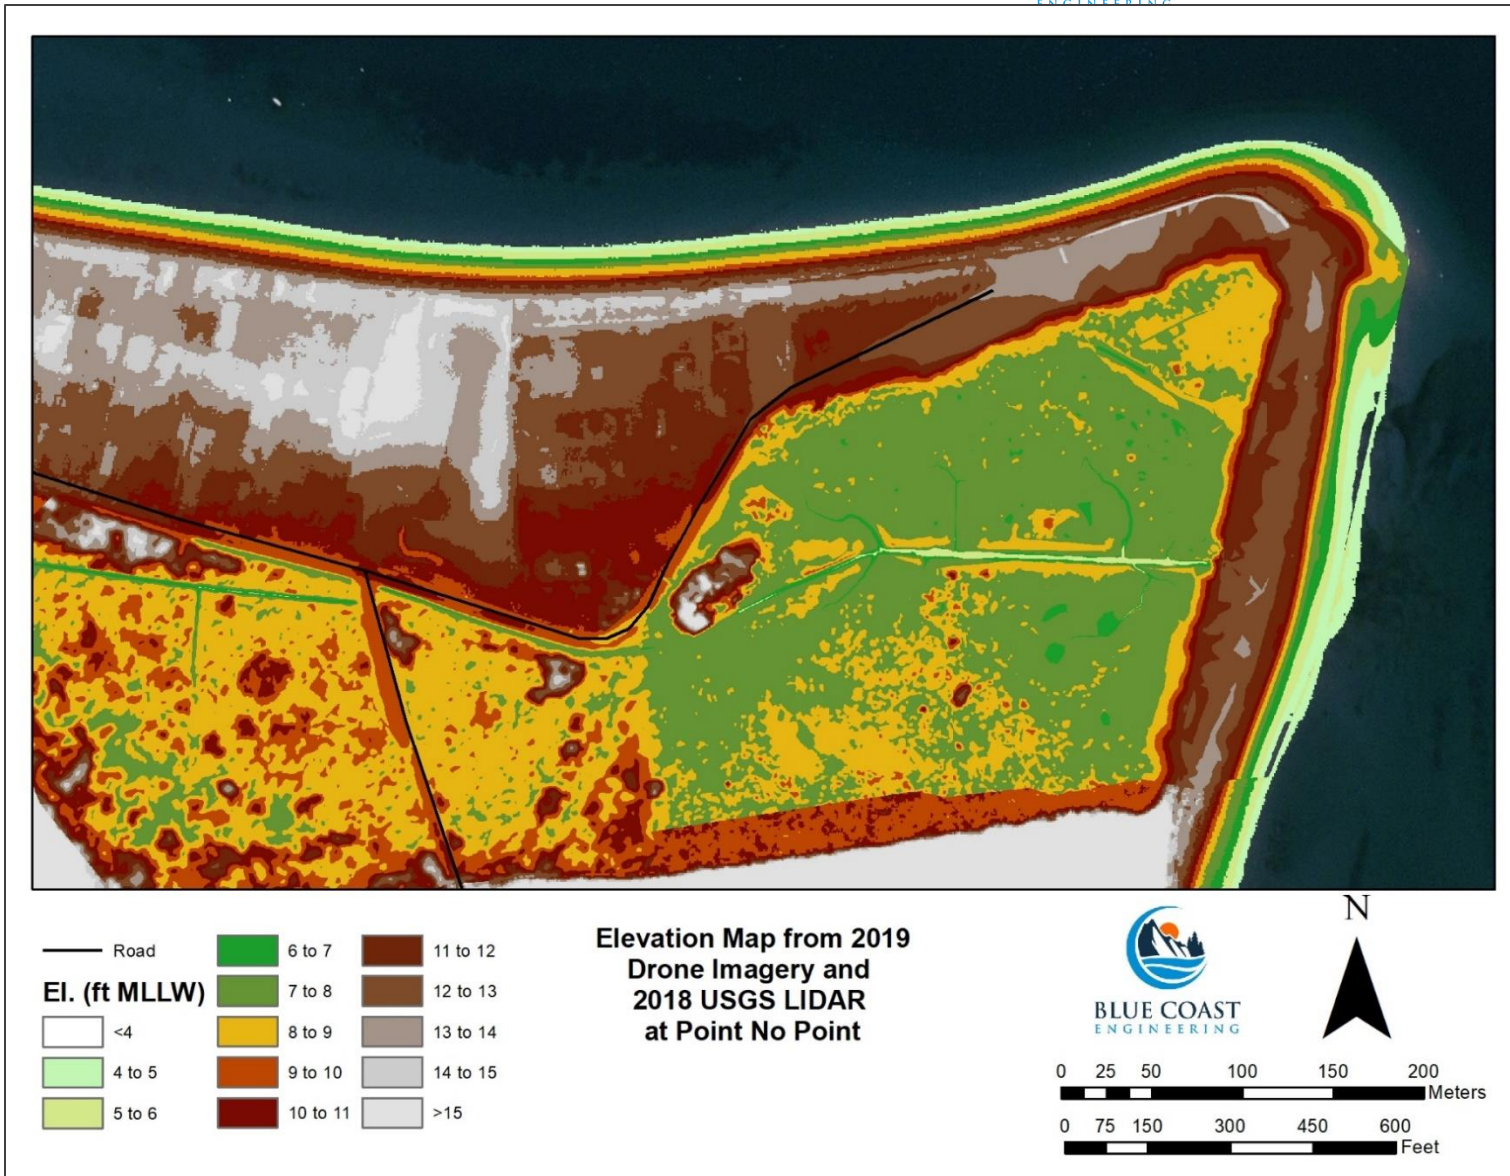 ENGINEERING
Road
El. (ft MLLW)
<4
4 to 5
5 to 6
6 to 7
7 to 8
8 to 9
9 to 10
10 to 11
11 to 12
12 to 13
13 to 14
14 to 15
>15
Elevation Map from 2019
Drone Imagery and
2018 USGS LIDAR
at Point No Point
BLUE COAST
ENGINEERING
N
0 25 50 100 150 200
Meters
0 75 150 300 450 600
Feet